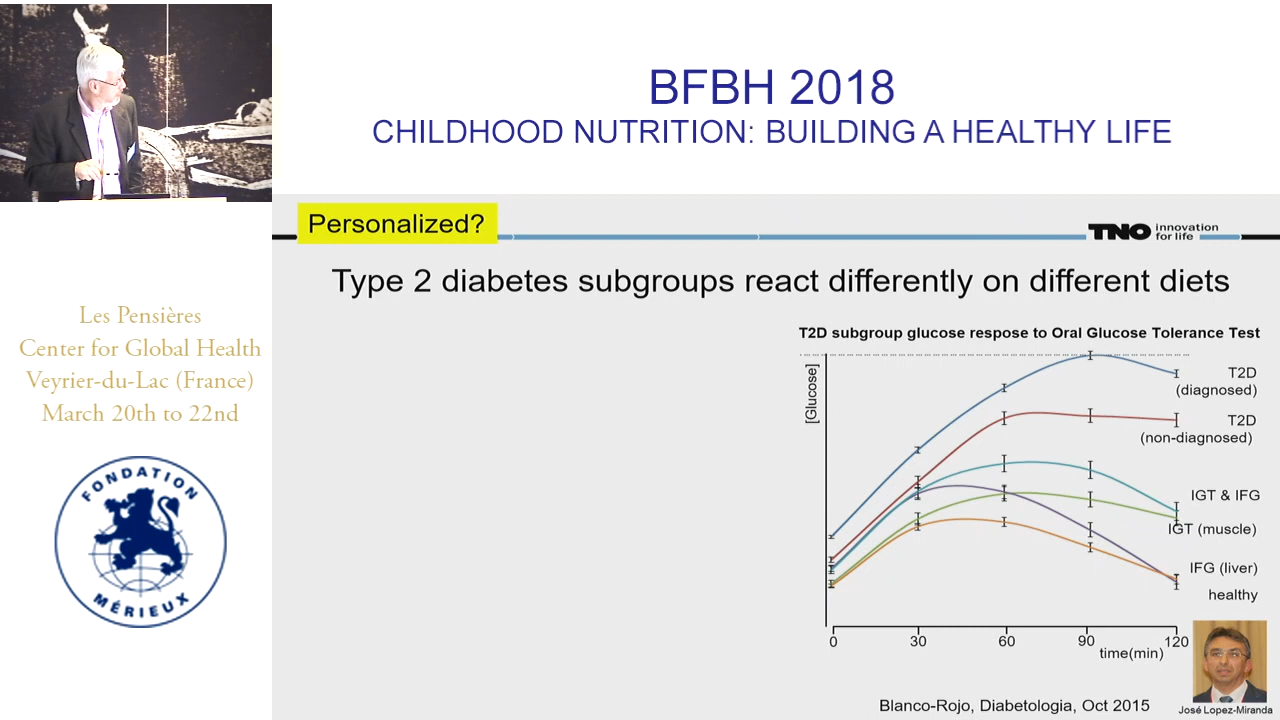 BFBH 2018
CHILDHOOD NUTRITION: BUILDING A HEALTHY LIFE
Les Pensières
Center for Global Health
Veyrier-du-Lac (France)
March 20th to 22nd
FONDATION
MÉRIEUX
Personalized?
TNO innovation
for life
Type 2 diabetes subgroups react differently on different diets
T2D subgroup glucose respose to Oral Glucose Tolerance Test
[Glucose]
T2D
(diagnosed)
T2D
(non-diagnosed)
IGT & IFG
IGT (muscle)
IFG (liver)
healthy
0 30 60 90 120
time(min)
José Lopez-Miranda
Blanco-Rojo, Diabetologia, Oct 2015